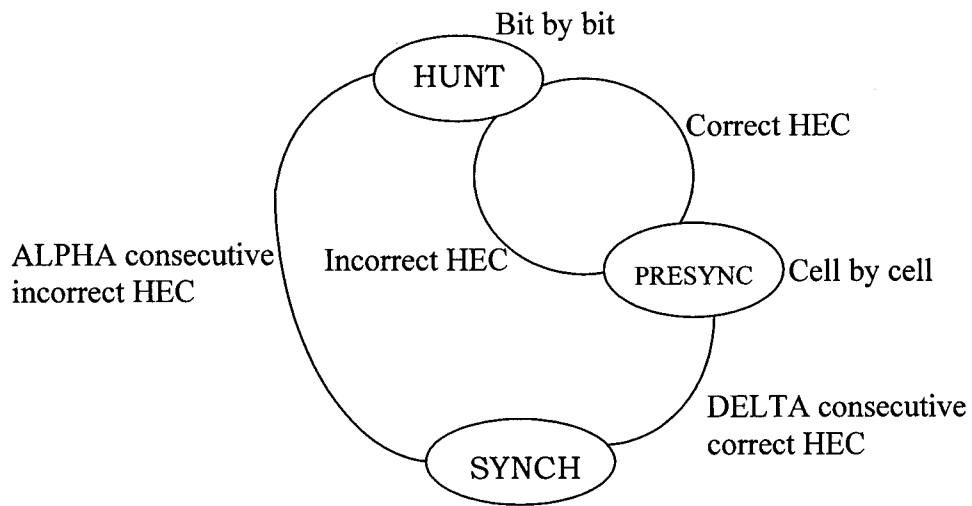 Bit by bit
HUNT
Correct HEC
ALPHA consecutive
incorrect HEC
Incorrect HEC
PRESYNC
Cell by cell
DELTA consecutive
correct HEC
SYNCH